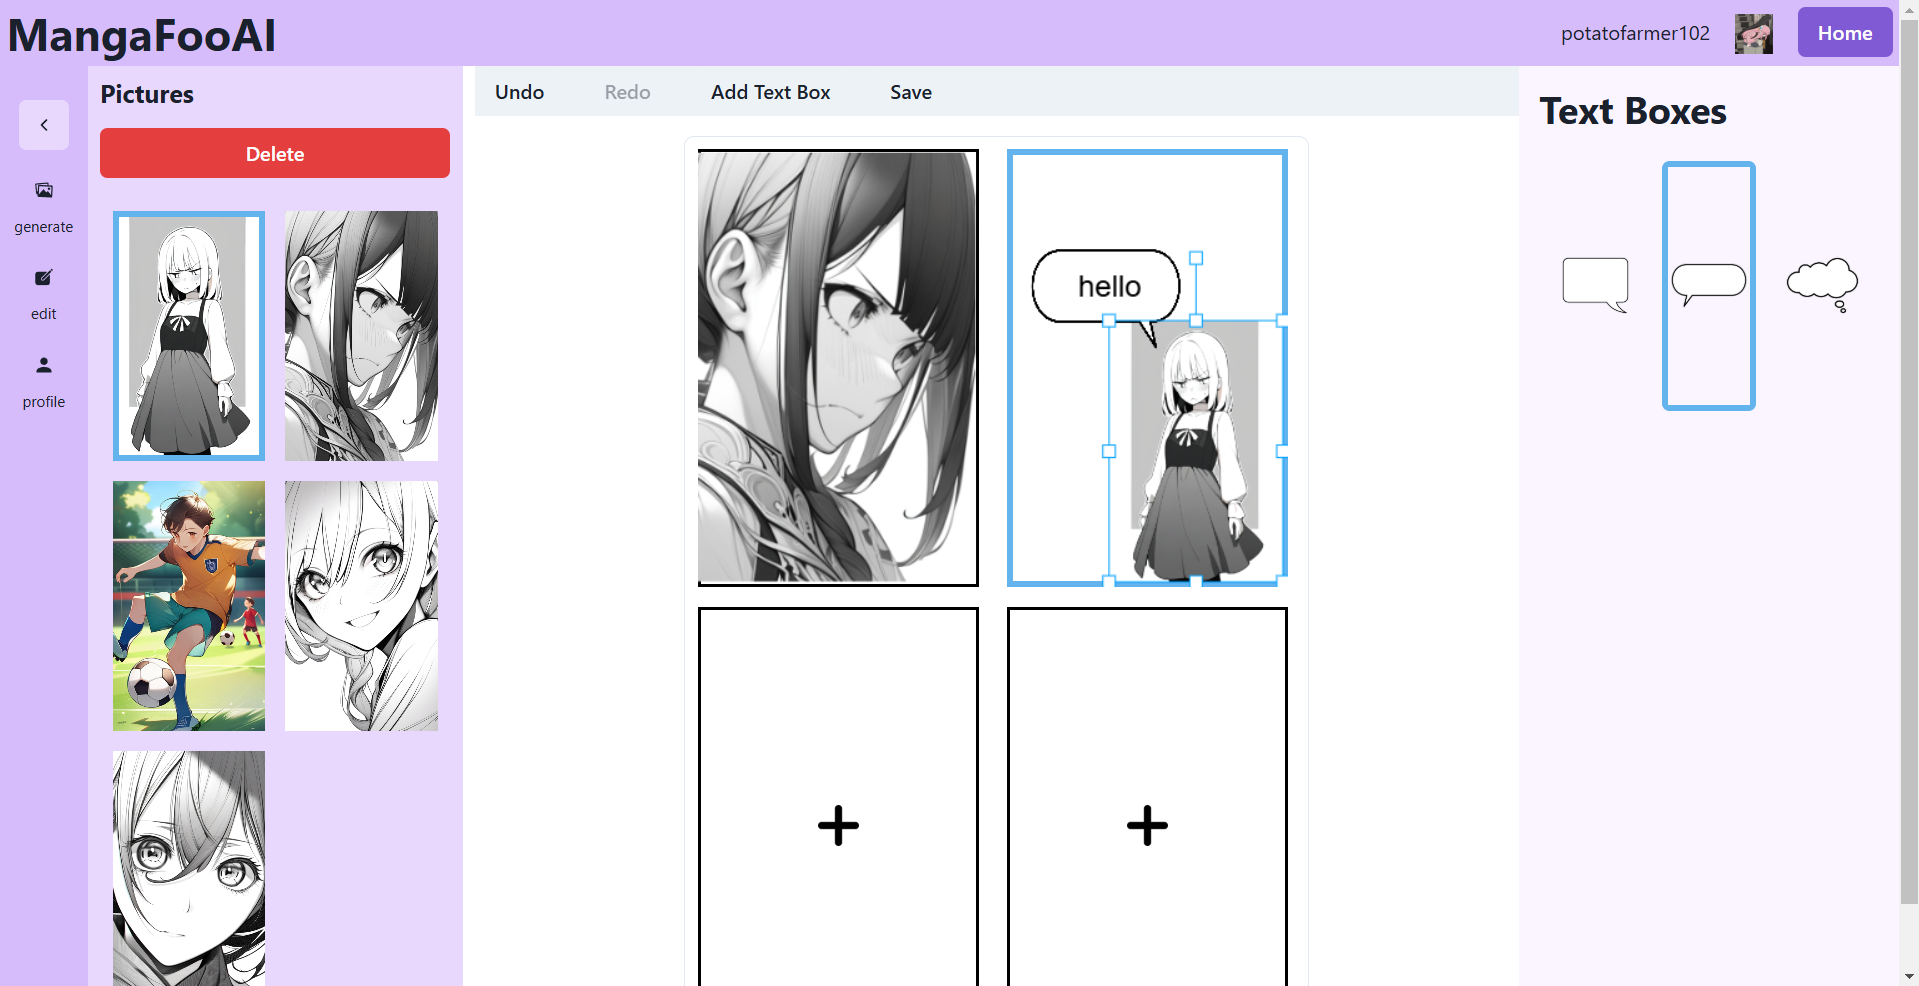 MangaFooAI
potatofarmer102
Home
Pictures
Delete
generate
edit
profile
Undo
Redo
Add Text Box
Save
hello
Text Boxes